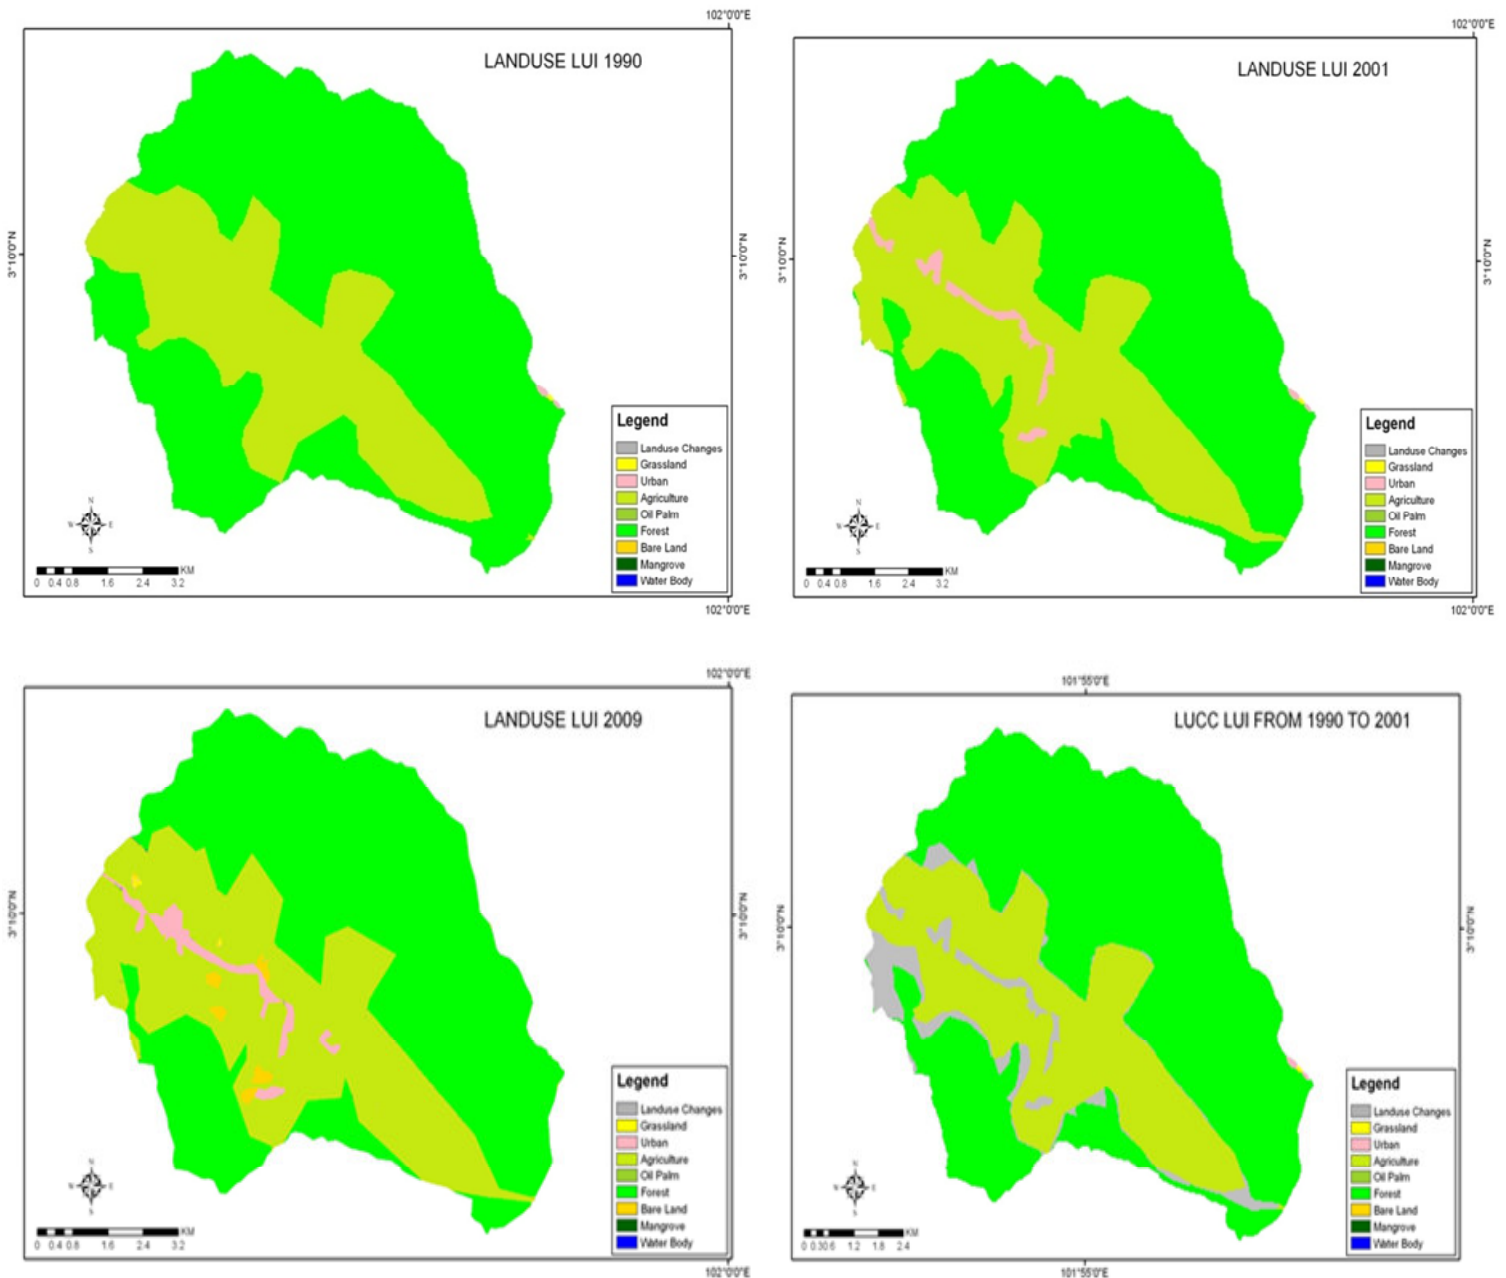 102°0'0"E
LANDUSE LUI 1990
3°10'0"N
3°10'0"N
Legend
Landuse Changes
Grassland
Urban
Agriculture
Oil Palm
Forest
Bare Land
Mangrove
Water Body
N
W E
S
KM
0 0.4 0.8 1.6 2.4 3.2
102°0'0"E
102°0'0"E
LANDUSE LUI 2001
3°10'0"N
3°10'0"N
Legend
Landuse Changes
Grassland
Urban
Agriculture
Oil Palm
Forest
Bare Land
Mangrove
Water Body
N
W E
S
KM
0 0.4 0.8 1.6 2.4 3.2
102°0'0"E
102°0'0"E
LANDUSE LUI 2009
3°10'0"N
3°10'0"N
Legend
Landuse Changes
Grassland
Urban
Agriculture
Oil Palm
Forest
Bare Land
Mangrove
Water Body
N
W E
S
KM
0 0.4 0.8 1.6 2.4 3.2
102°0'0"E
101°55'0"E
LUCC LUI FROM 1990 TO 2001
3°10'0"N
3°10'0"N
Legend
Landuse Changes
Grassland
Urban
Agriculture
Oil Palm
Forest
Bare Land
Mangrove
Water Body
N
W E
S
KM
0 0.30.6 1.2 1.8 2.4
101°55'0"E